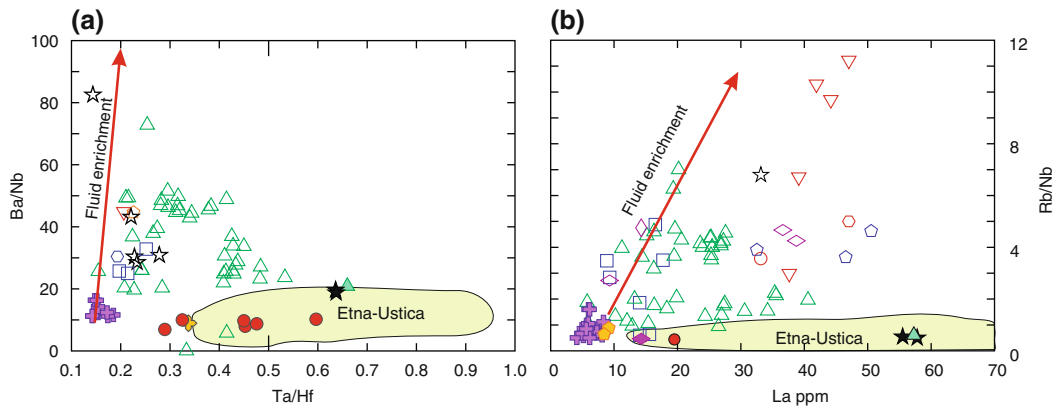 (a)
100
80
60
40
20
0
Ba/Nb
Fluid enrichment
Etna-Ustica
0.1 0.2 0.3 0.4 0.5 0.6 0.7 0.8 0.9 1.0
Ta/Hf
(b)
12
8
4
0
Rb/Nb
Fluid enrichment
Etna-Ustica
0 10 20 30 40 50 60 70
La ppm